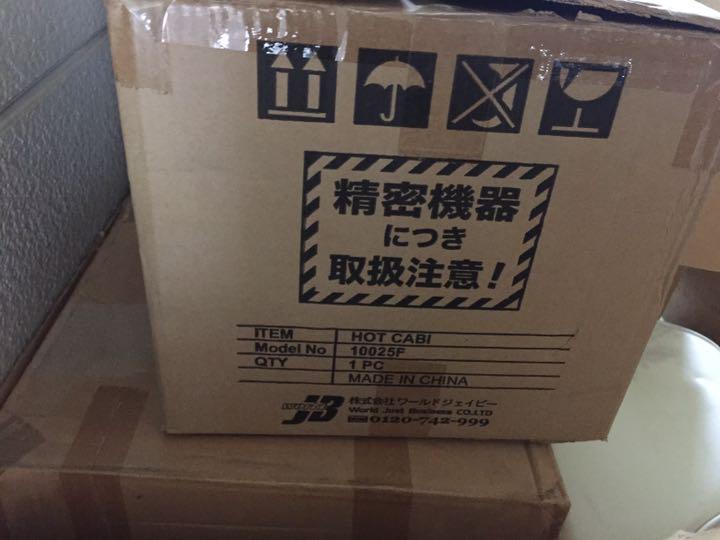 精密機器
につき
取扱注意!
ITEM HOT CABI
Model No 10025F
QTY 1 PC
MADE IN CHINA
JB 株式会社ワールドジェイビー
World Just Business CO.LTD
0120-742-999